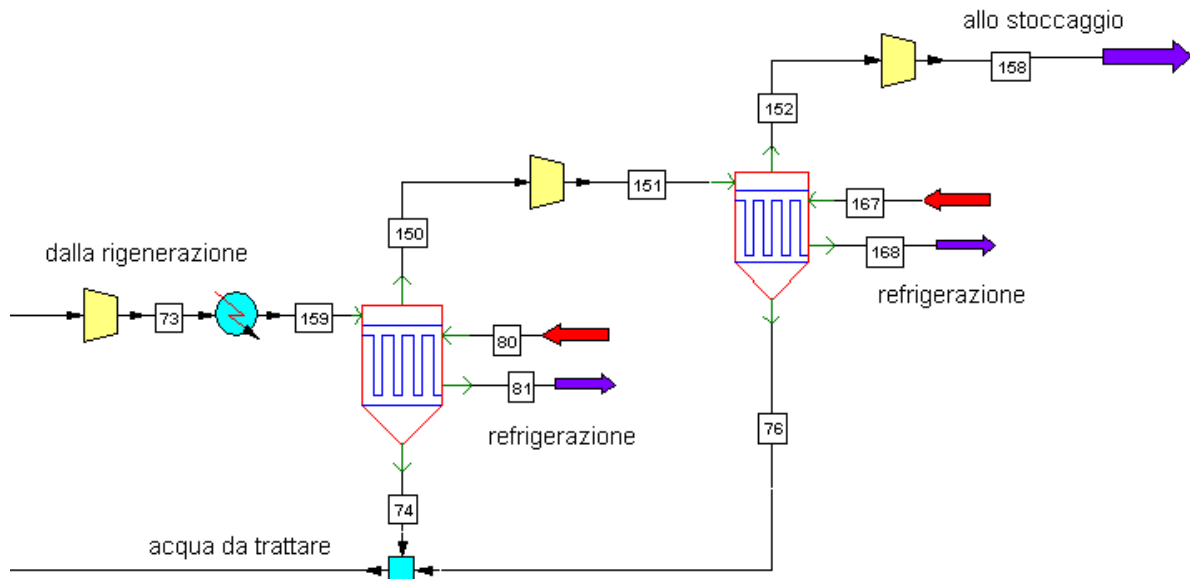 allo stoccaggio
158
152
151
167
150
168
dalla rigenerazione
refrigerazione
73
159
80
81
refrigerazione
76
74
acqua da trattare